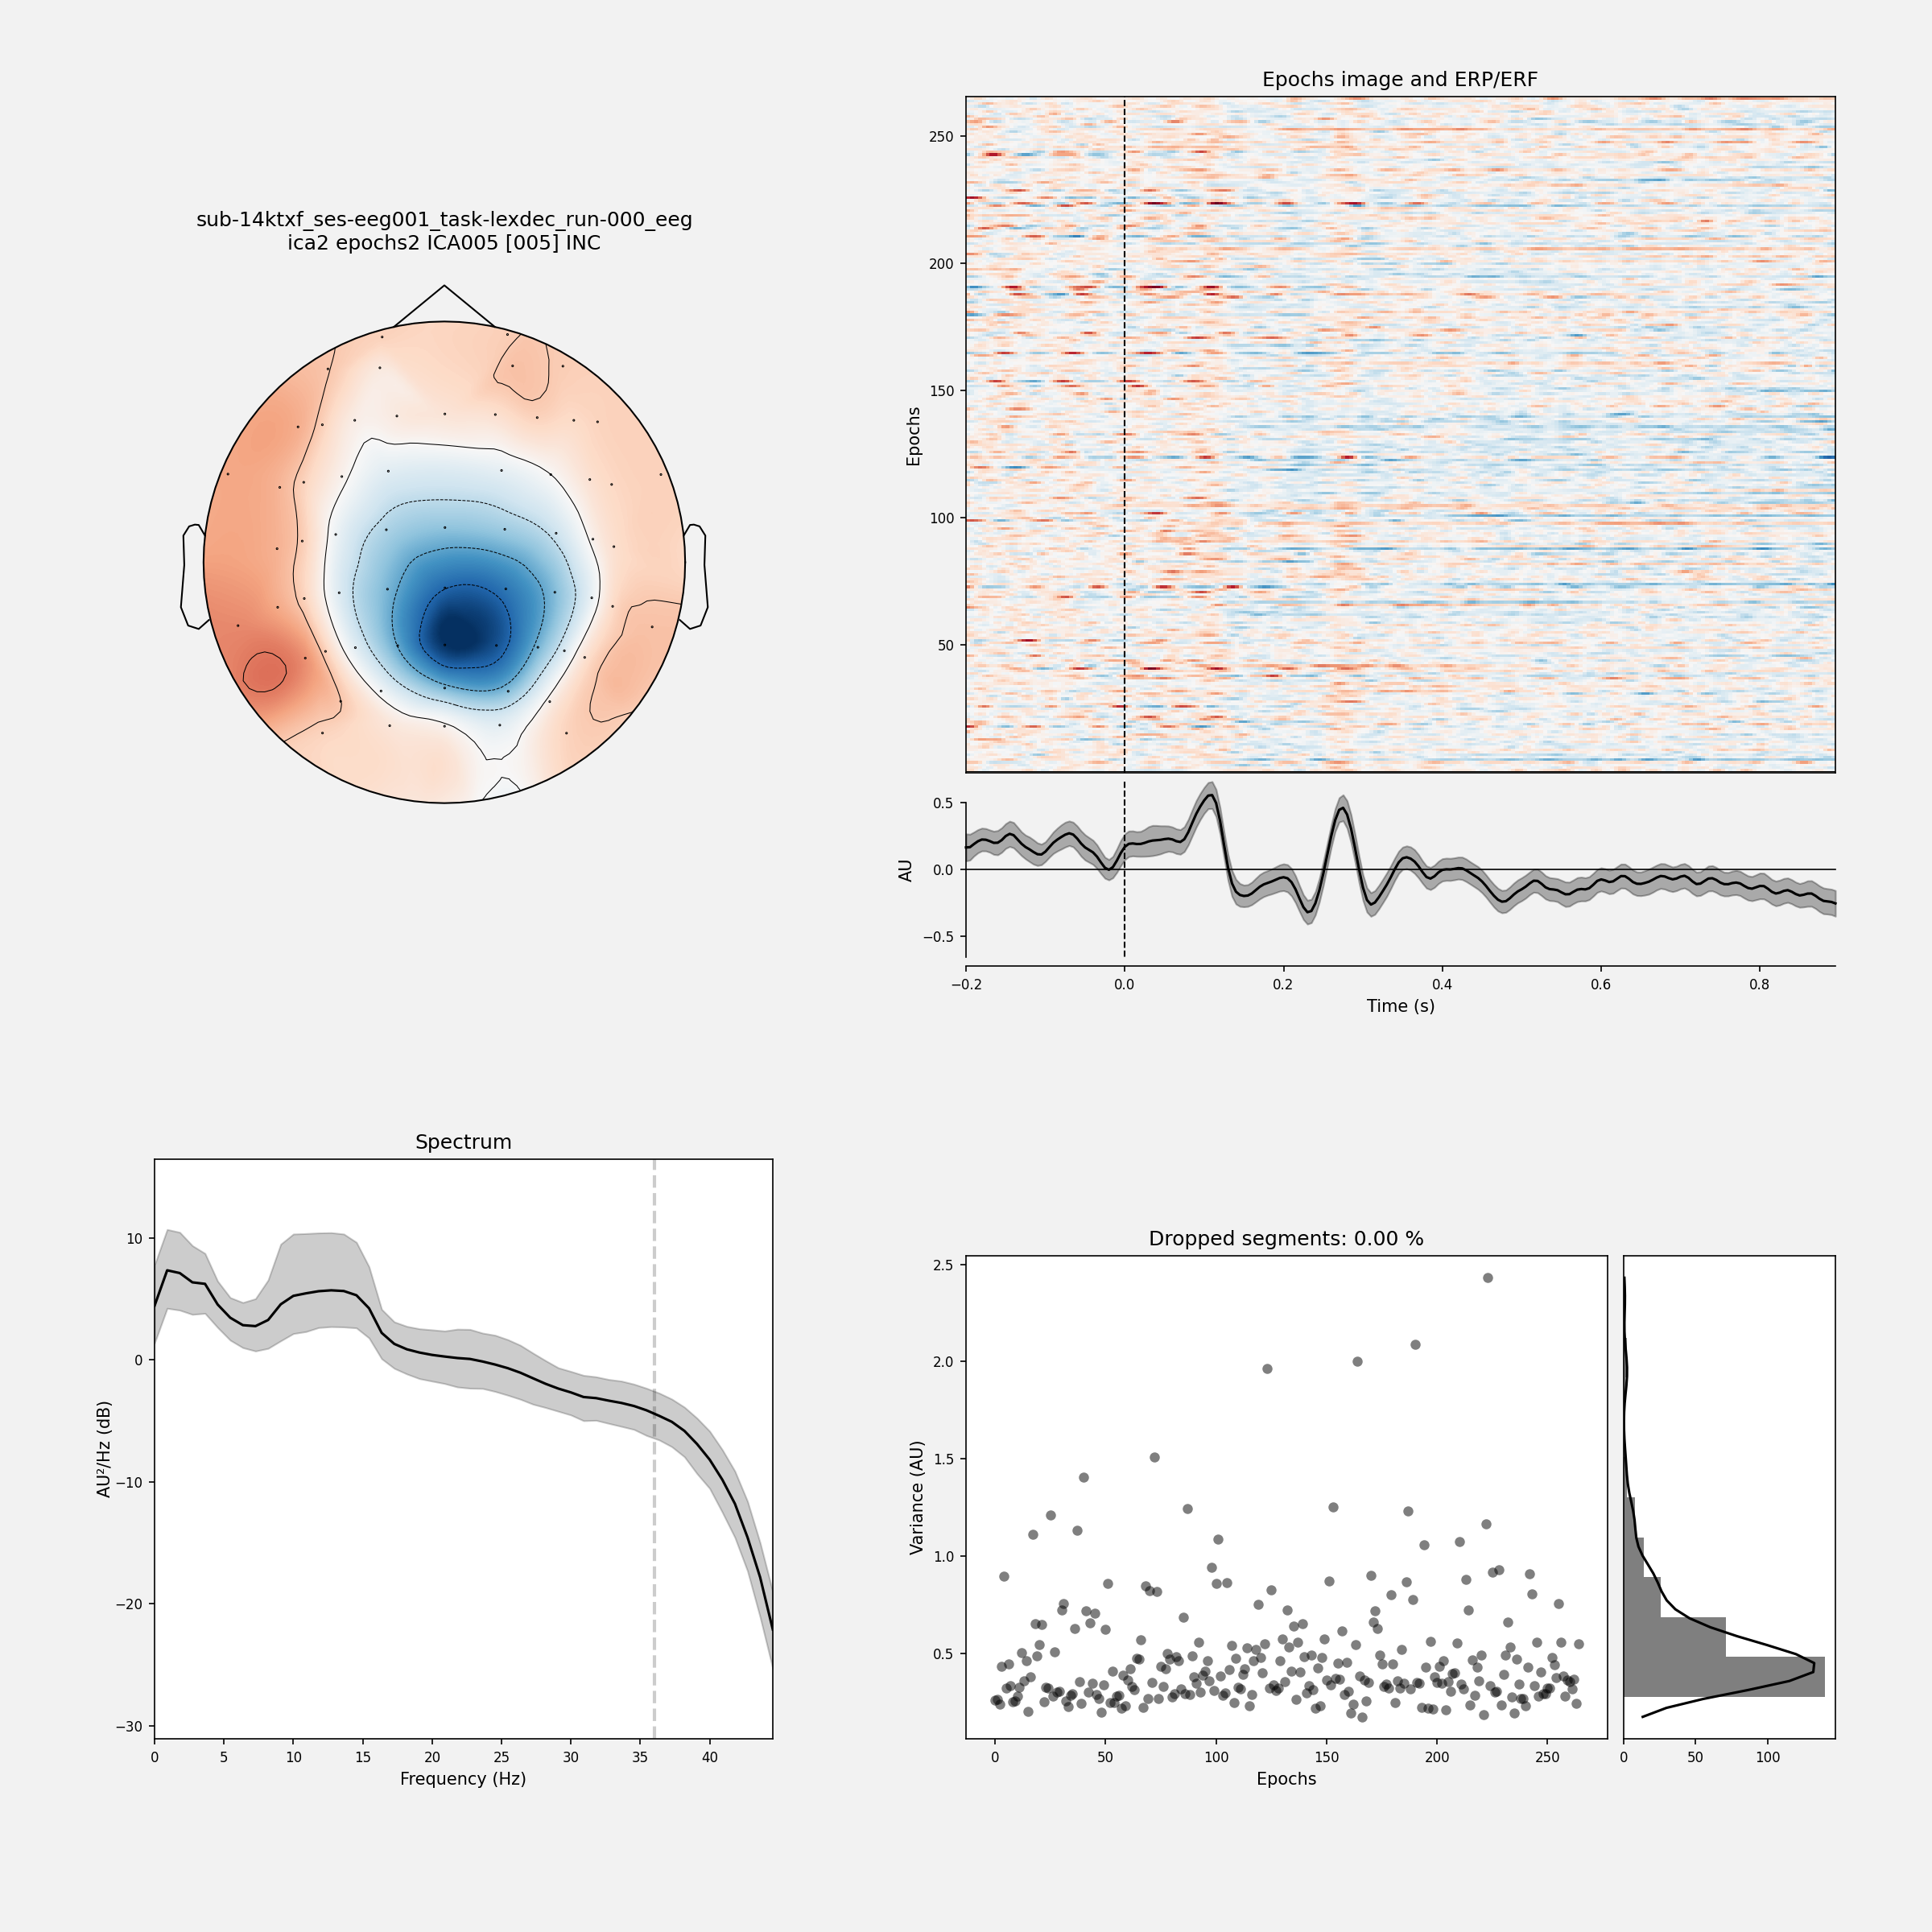 sub-14ktxf_ses-eeg001_task-lexdec_run-000_eeg
ica2 epochs2 ICA005 [005] INC
Epochs image and ERP/ERF
Epochs
250
200
150
100
50
AU
0.5
0.0
−0.5
−0.2 0.0 0.2 0.4 0.6 0.8
Time (s)
Spectrum
AU²/Hz (dB)
10
0
−10
−20
−30
0 5 10 15 20 25 30 35 40
Frequency (Hz)
Dropped segments: 0.00 %
Variance (AU)
2.5
2.0
1.5
1.0
0.5
0 50 100 150 200 250
Epochs
0 50 100